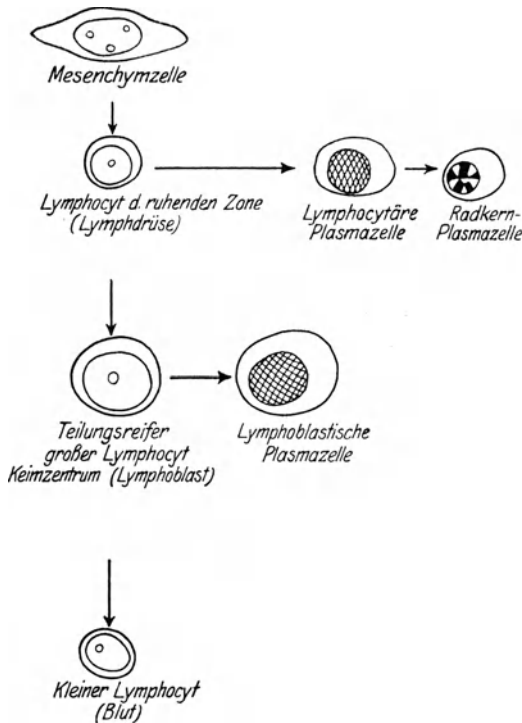 Mesenchymzelle
Lymphocyt d. ruhenden Zone
(Lymphdrüse)
Lymphocytäre
Plasmazelle
Radkern-
Plasmazelle
Teilungsreifer
großer Lymphocyt
Keimzentrum (Lymphoblast)
Lymphoblastische
Plasmazelle
Kleiner Lymphocyt
(Blut)